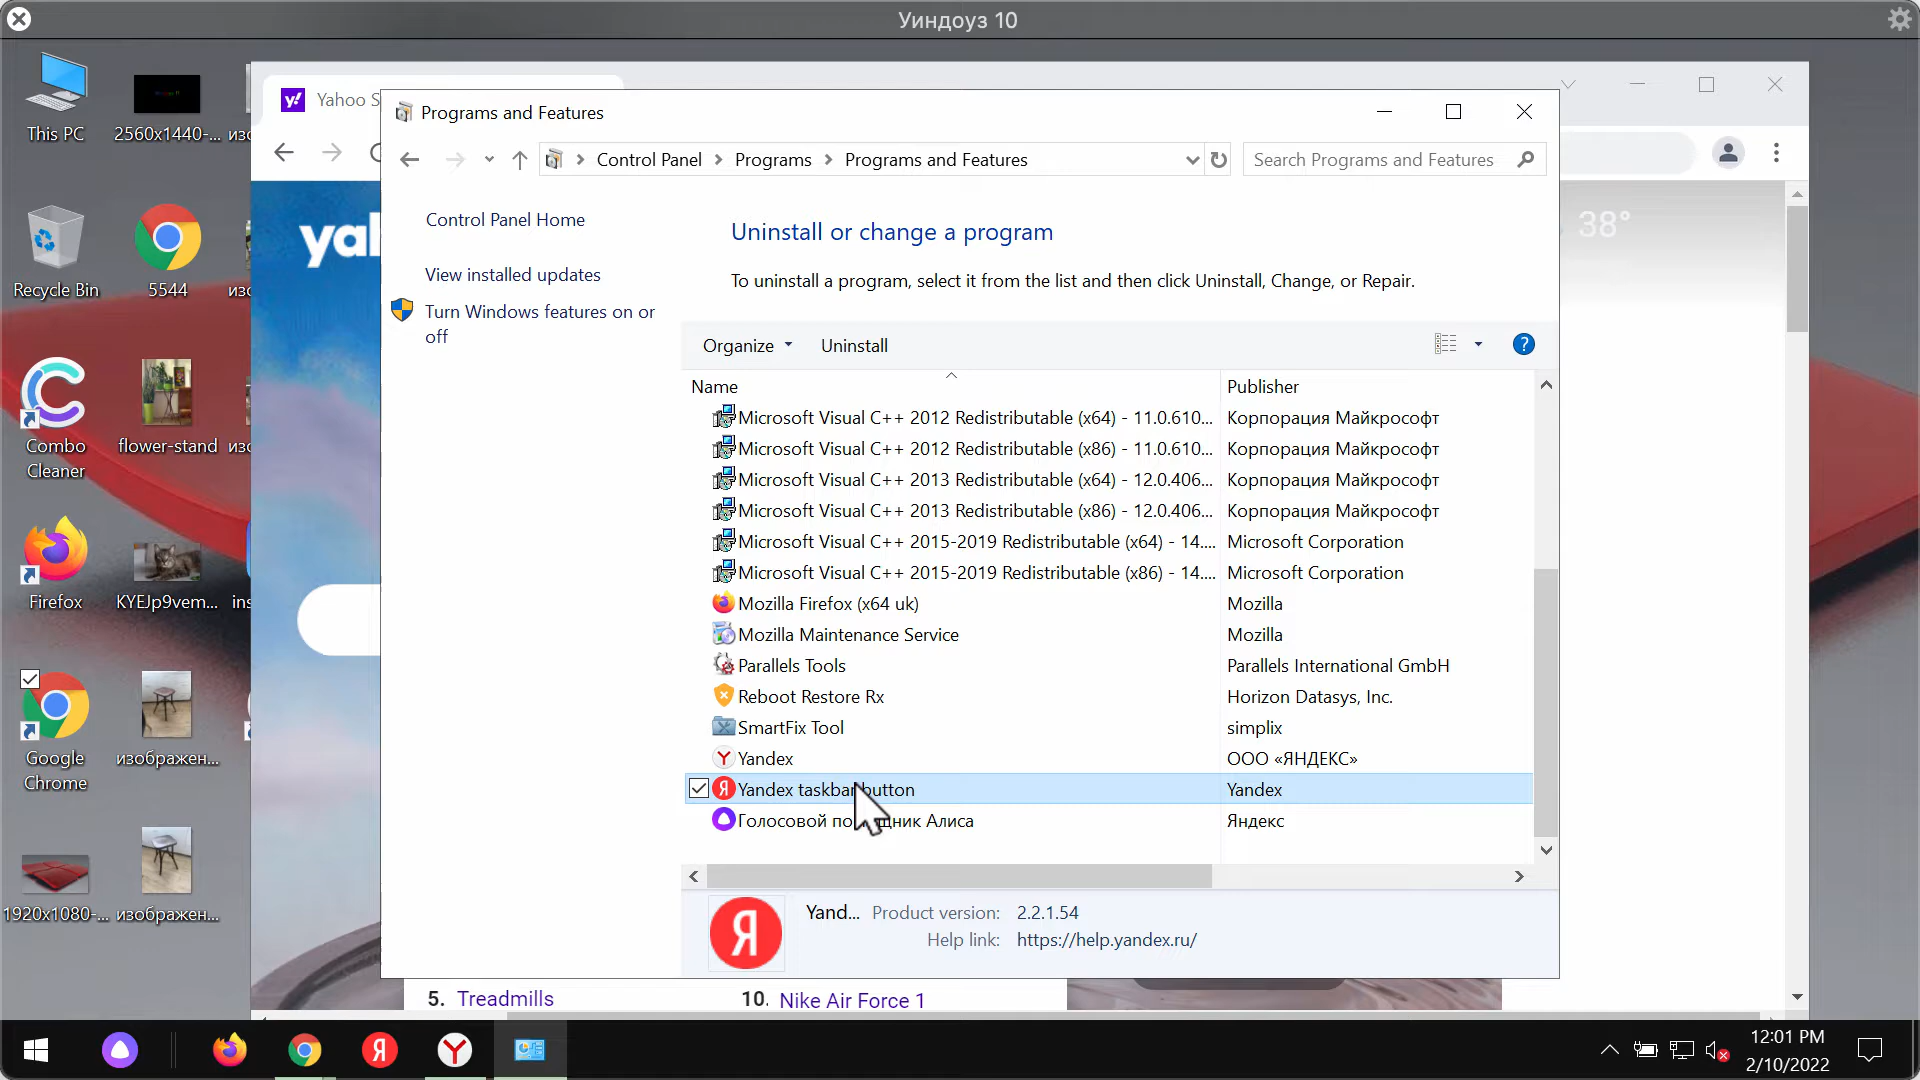 Уиндоуз 10
This PC
2560x1440-...
Recycle Bin
5544
Combo
Cleaner
flower-stand
Firefox
KYEJp9vem...
Google
Chrome
изображен...
1920x1080-...
изображен...
Yahoo S
yah
38°
Programs and Features
Control Panel
Programs
Programs and Features
Search Programs and Features
Control Panel Home
View installed updates
Turn Windows features on or
off
Uninstall or change a program
To uninstall a program, select it from the list and then click Uninstall, Change, or Repair.
Organize
Uninstall
Name
Publisher
Microsoft Visual C++ 2012 Redistributable (x64) - 11.0.610...
Корпорация Майкрософт
Microsoft Visual C++ 2012 Redistributable (x86) - 11.0.610...
Корпорация Майкрософт
Microsoft Visual C++ 2013 Redistributable (x64) - 12.0.406...
Корпорация Майкрософт
Microsoft Visual C++ 2013 Redistributable (x86) - 12.0.406...
Корпорация Майкрософт
Microsoft Visual C++ 2015-2019 Redistributable (x64) - 14....
Microsoft Corporation
Microsoft Visual C++ 2015-2019 Redistributable (x86) - 14....
Microsoft Corporation
Mozilla Firefox (x64 uk)
Mozilla
Mozilla Maintenance Service
Mozilla
Parallels Tools
Parallels International GmbH
Reboot Restore Rx
Horizon Datasys, Inc.
SmartFix Tool
simplix
Yandex
ООО «ЯНДЕКС»
Yandex taskbar button
Yandex
Голосовой помощник Алиса
Яндекс
Yand...
Product version: 2.2.1.54
Help link: https://help.yandex.ru/
5. Treadmills
10. Nike Air Force 1
12:01 PM
2/10/2022